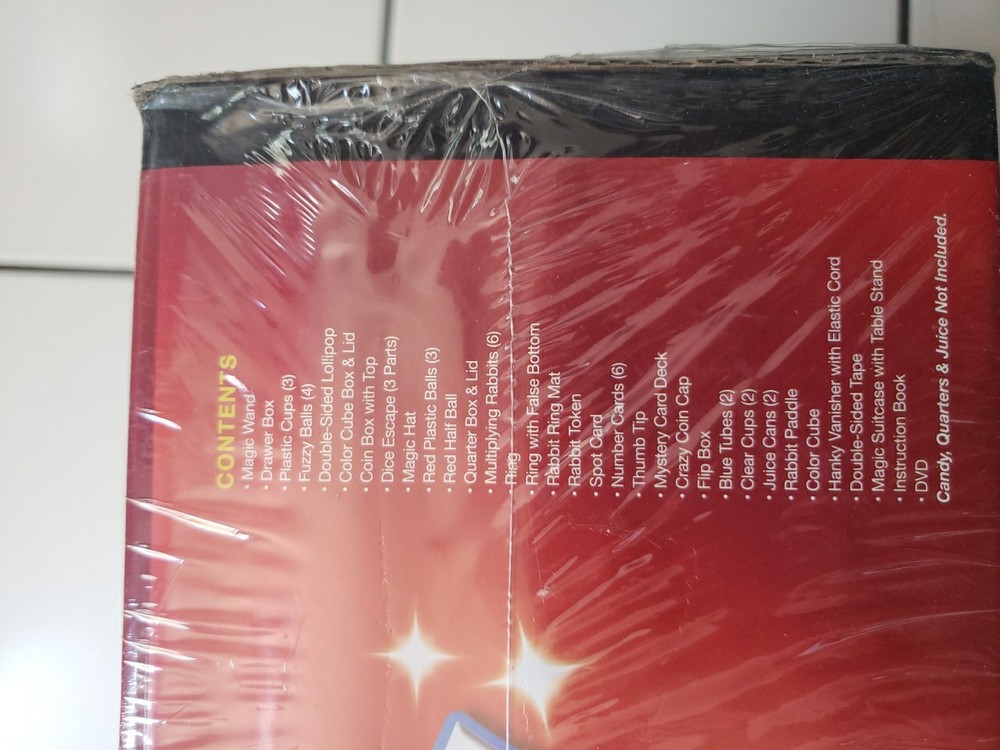 CONTENTS
• Magic Wand
• Drawer Box
• Plastic Cups (3)
• Fuzzy Balls (4)
• Double-Sided Lollipop
• Color Cube Box & Lid
• Coin Box with Top
• Dice Escape (3 Parts)
• Magic Hat
• Red Plastic Balls (3)
• Red Half Ball
• Quarter Box & Lid
• Multiplying Rabbits (6)
• Ring
• Ring with False Bottom
• Rabbit Ring Mat
• Rabbit Token
• Spot Card
• Number Cards (6)
• Thumb Tip
• Mystery Card Deck
• Crazy Coin Cap
• Flip Box
• Blue Tubes (2)
• Clear Cups (2)
• Juice Cans (2)
• Rabbit Paddle
• Color Cube
• Hanky Vanisher with Elastic Cord
• Double-Sided Tape
• Magic Suitcase with Table Stand
• Instruction Book
• DVD
Candy, Quarters & Juice Not Included.